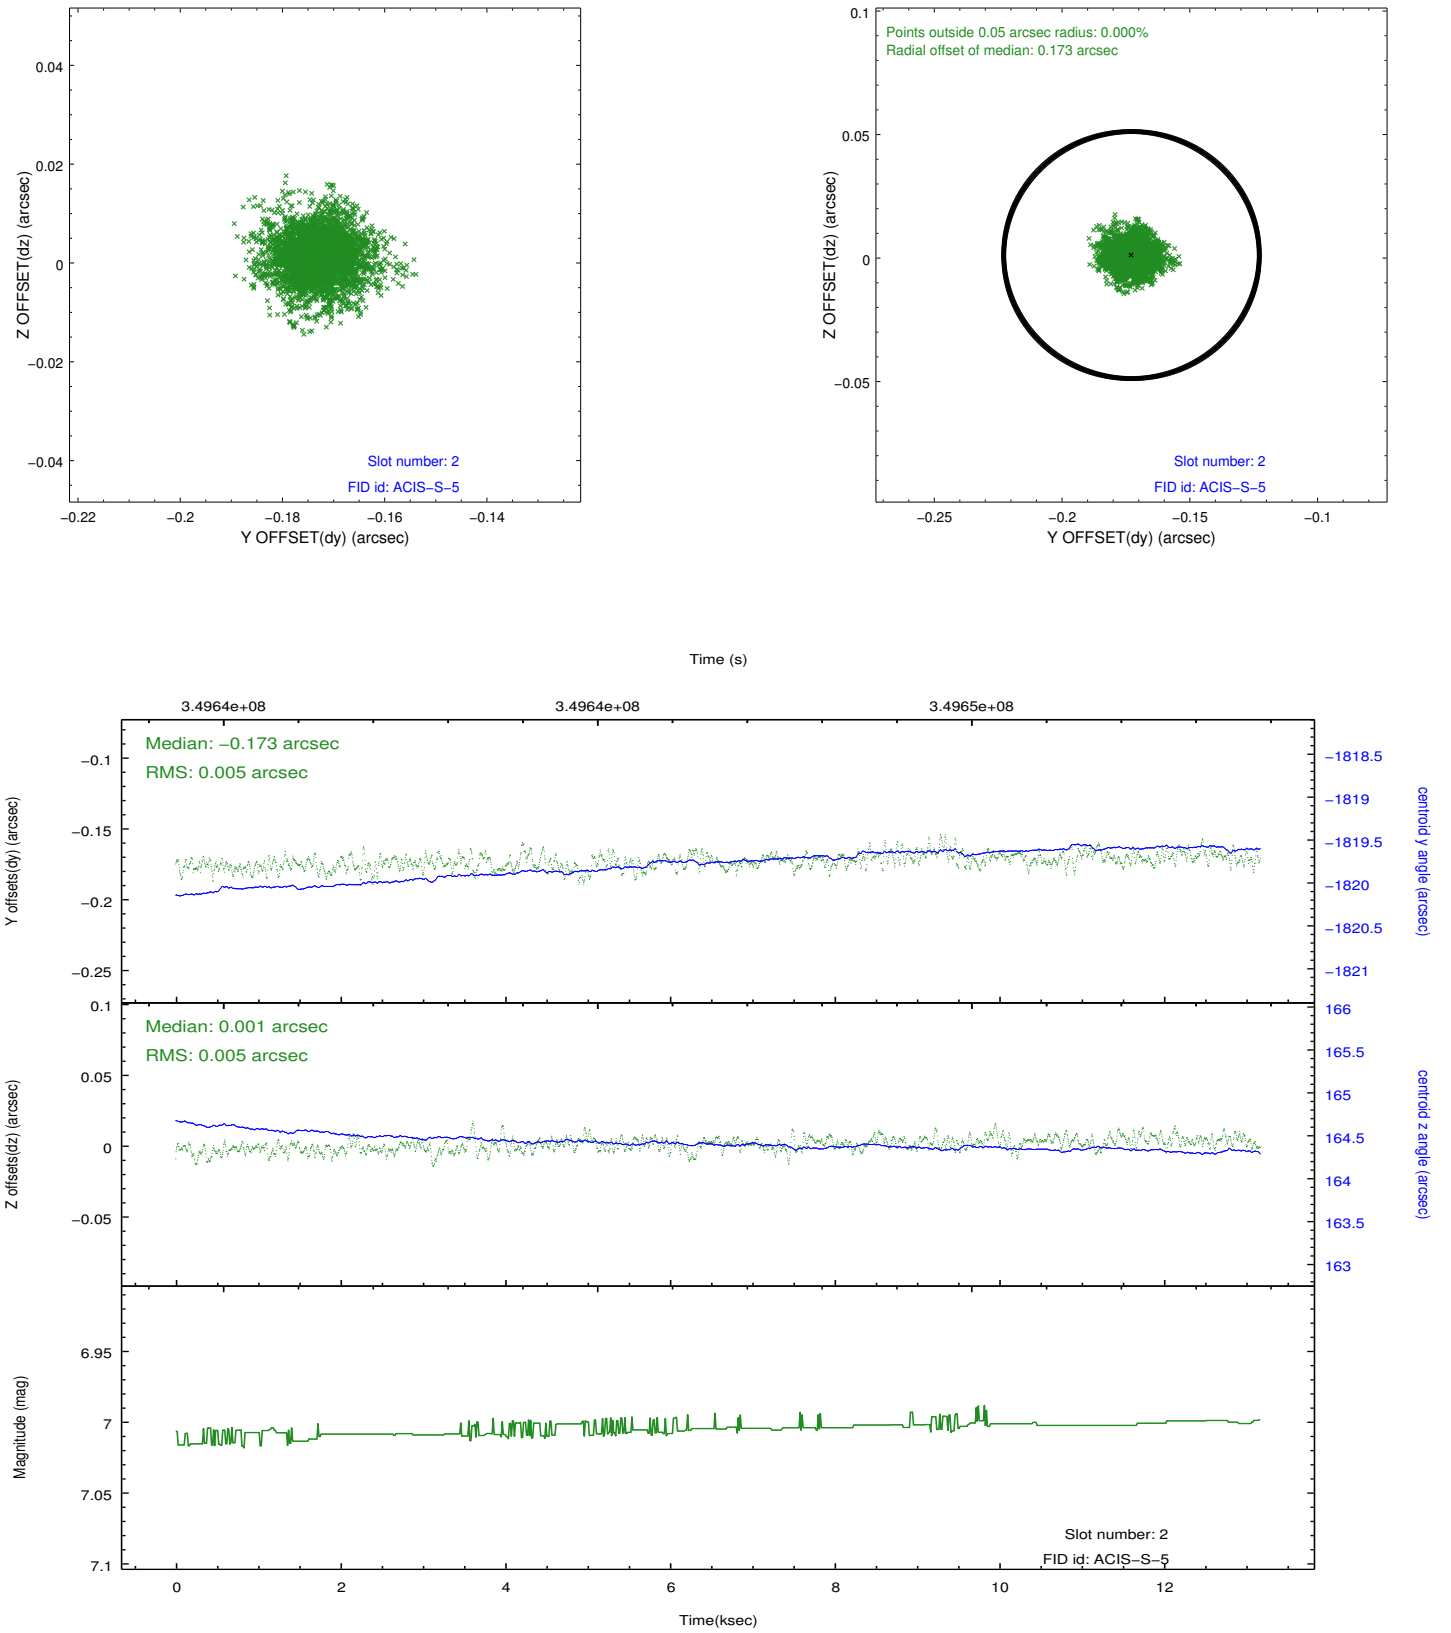 0.04
0.02
0
−0.02
−0.04
Z OFFSET(dz) (arcsec)
Slot number: 2
FID id: ACIS−S−5
−0.22
−0.2
−0.18
−0.16
−0.14
Y OFFSET(dy) (arcsec)
0.1
0.05
0
−0.05
Z OFFSET(dz) (arcsec)
Points outside 0.05 arcsec radius: 0.000%
Radial offset of median: 0.173 arcsec
Slot number: 2
FID id: ACIS−S−5
−0.25
−0.2
−0.15
−0.1
Y OFFSET(dy) (arcsec)
Time (s)
3.4964e+08
3.4964e+08
3.4965e+08
Median: −0.173 arcsec
RMS: 0.005 arcsec
−0.1
−0.15
−0.2
−0.25
Y offsets(dy) (arcsec)
−1818.5
−1819
−1819.5
−1820
−1820.5
−1821
centroid y angle (arcsec)
Median: 0.001 arcsec
RMS: 0.005 arcsec
0.1
0.05
0
−0.05
Z offsets(dz) (arcsec)
166
165.5
165
164.5
164
163.5
163
centroid z angle (arcsec)
6.95
7
7.05
7.1
Magnitude (mag)
Slot number: 2
FID id: ACIS−S−5
0
2
4
6
8
10
12
Time(ksec)